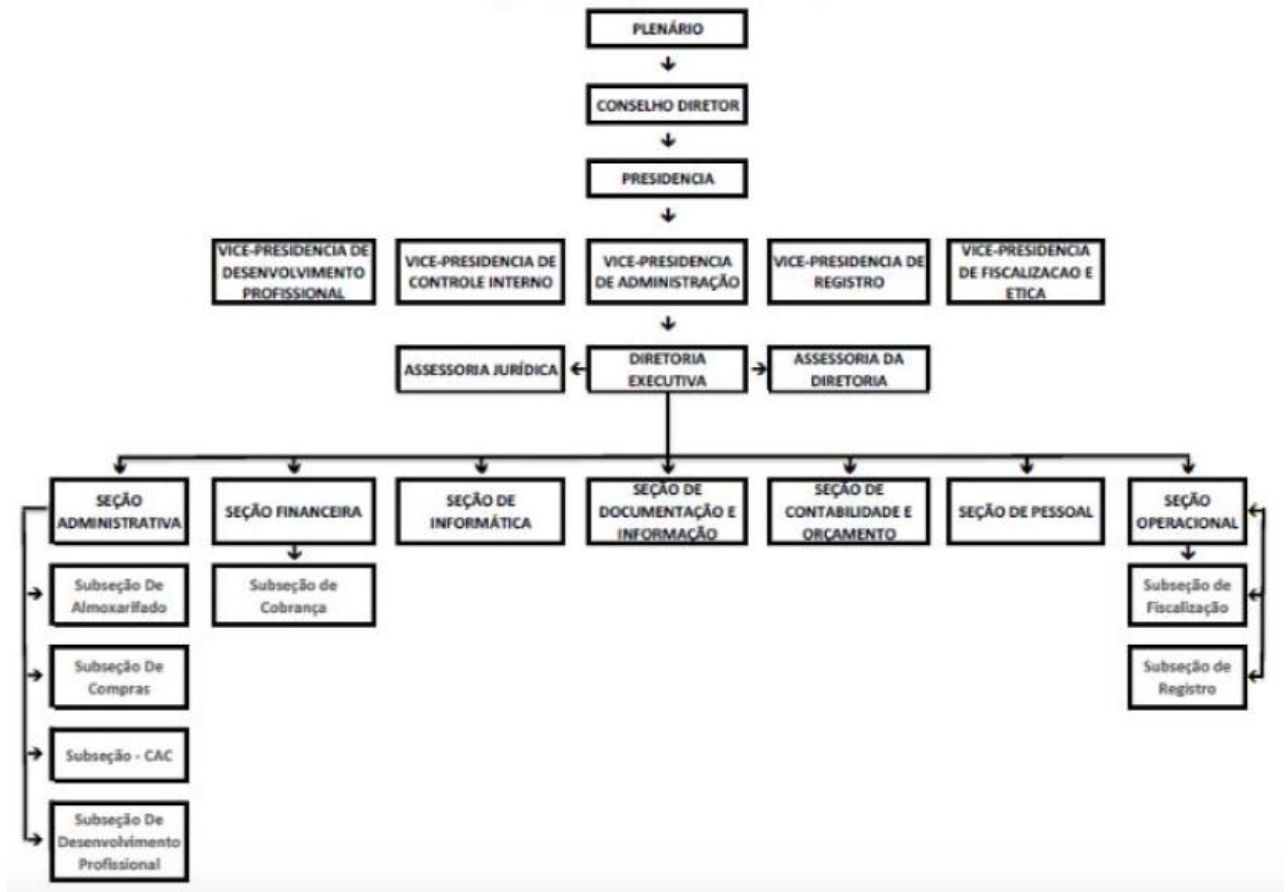 PLENÁRIO
CONSELHO DIRETOR
PRESIDENCIA
VICE-PRESIDENCIA DE
DESENVOLVIMENTO
PROFISSIONAL
VICE-PRESIDENCIA DE
CONTROLE INTERNO
VICE-PRESIDENCIA
DE ADMINISTRAÇÃO
VICE-PRESIDENCIA DE
REGISTRO
VICE-PRESIDENCIA
DE FISCALIZACAO E
ETICA
ASSESSORIA JURÍDICA
DIRETORIA
EXECUTIVA
ASSESSORIA DA
DIRETORIA
SEÇÃO
ADMINISTRATIVA
SEÇÃO FINANCEIRA
SEÇÃO DE
INFORMÁTICA
SEÇÃO DE
DOCUMENTAÇÃO E
INFORMAÇÃO
SEÇÃO DE
CONTABILIDADE E
ORÇAMENTO
SEÇÃO DE PESSOAL
SEÇÃO
OPERACIONAL
Subseção De
Almoxarifado
Subseção de
Cobrança
Subseção de
Fiscalização
Subseção De
Compras
Subseção de
Registro
Subseção - CAC
Subseção De
Desenvolvimento
Profissional